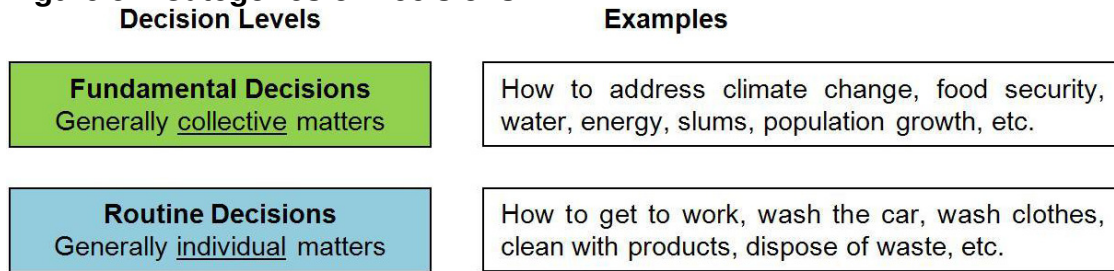 Decision Levels
Examples
Fundamental Decisions
Generally collective matters
How to address climate change, food security,
water, energy, slums, population growth, etc.
Routine Decisions
Generally individual matters
How to get to work, wash the car, wash clothes,
clean with products, dispose of waste, etc.